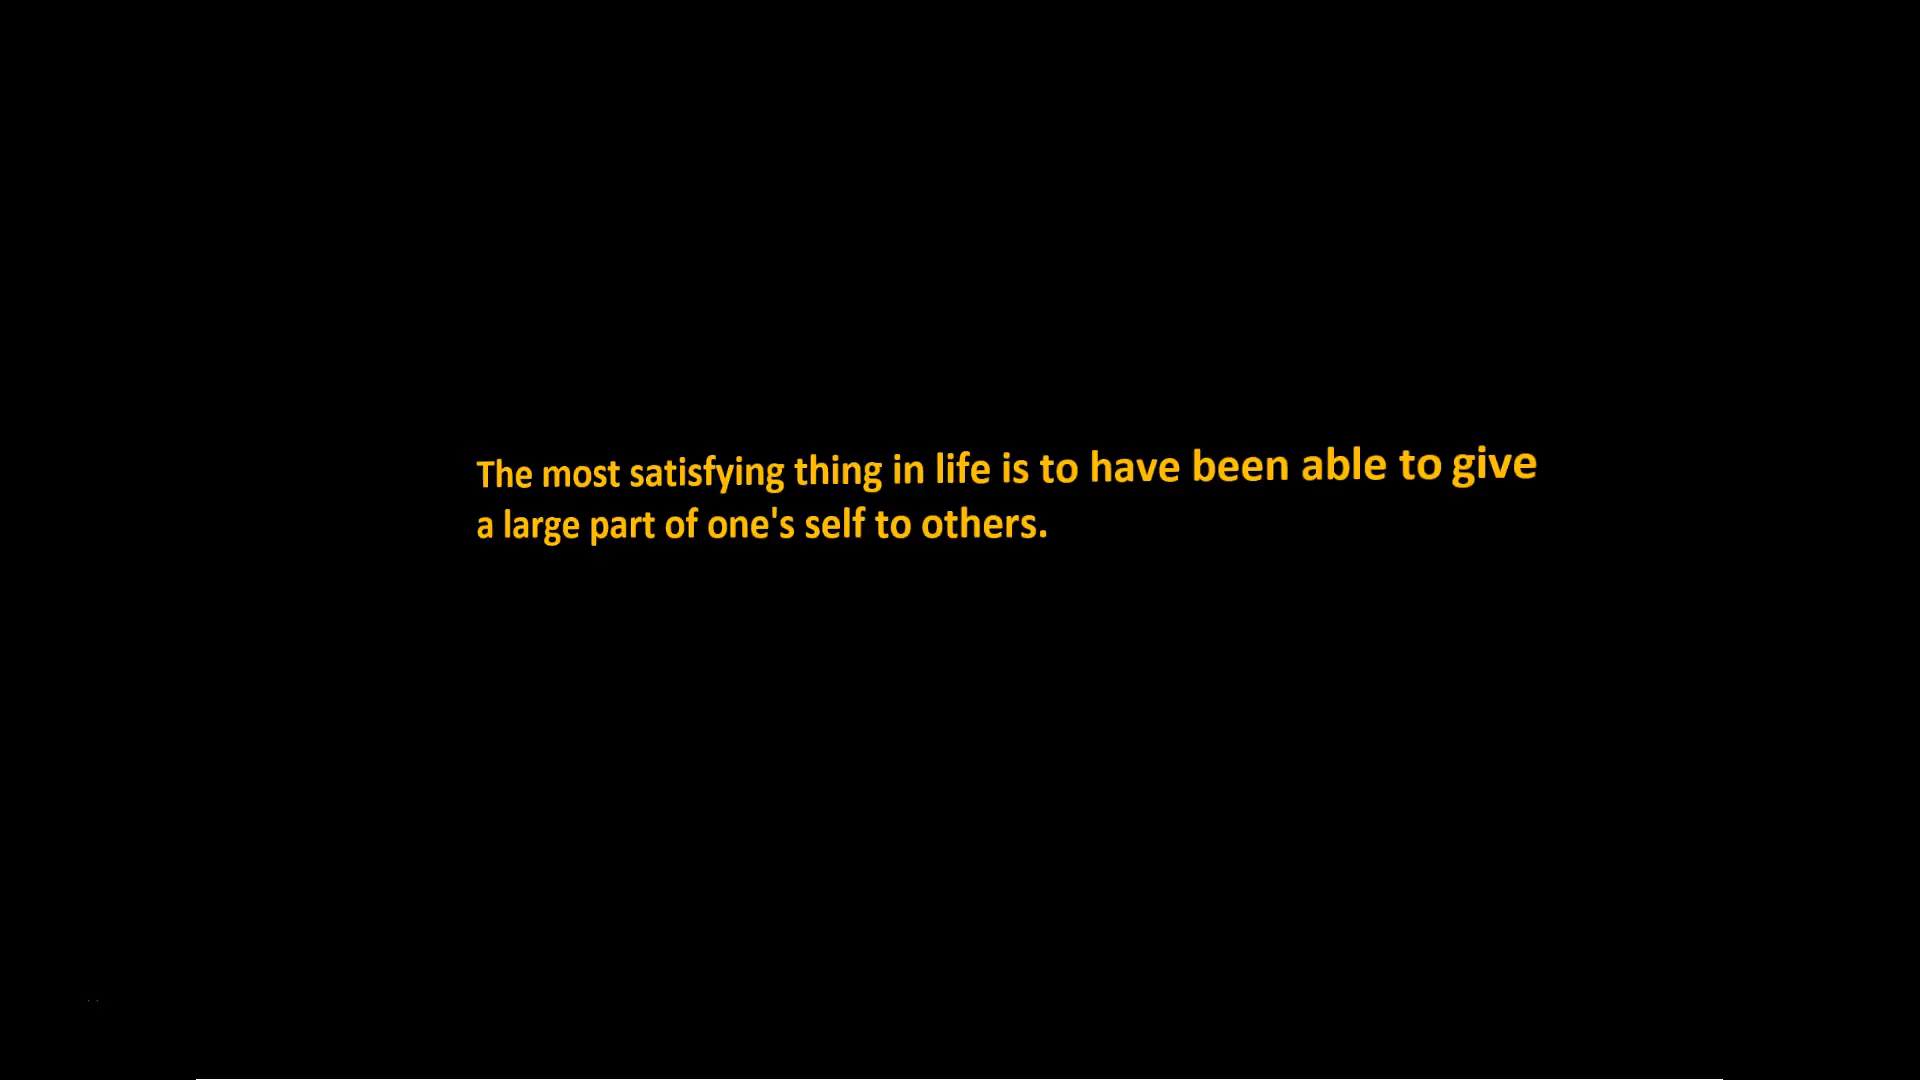 The most satisfying thing in life is to have been able to give
a large part of one's self to others.